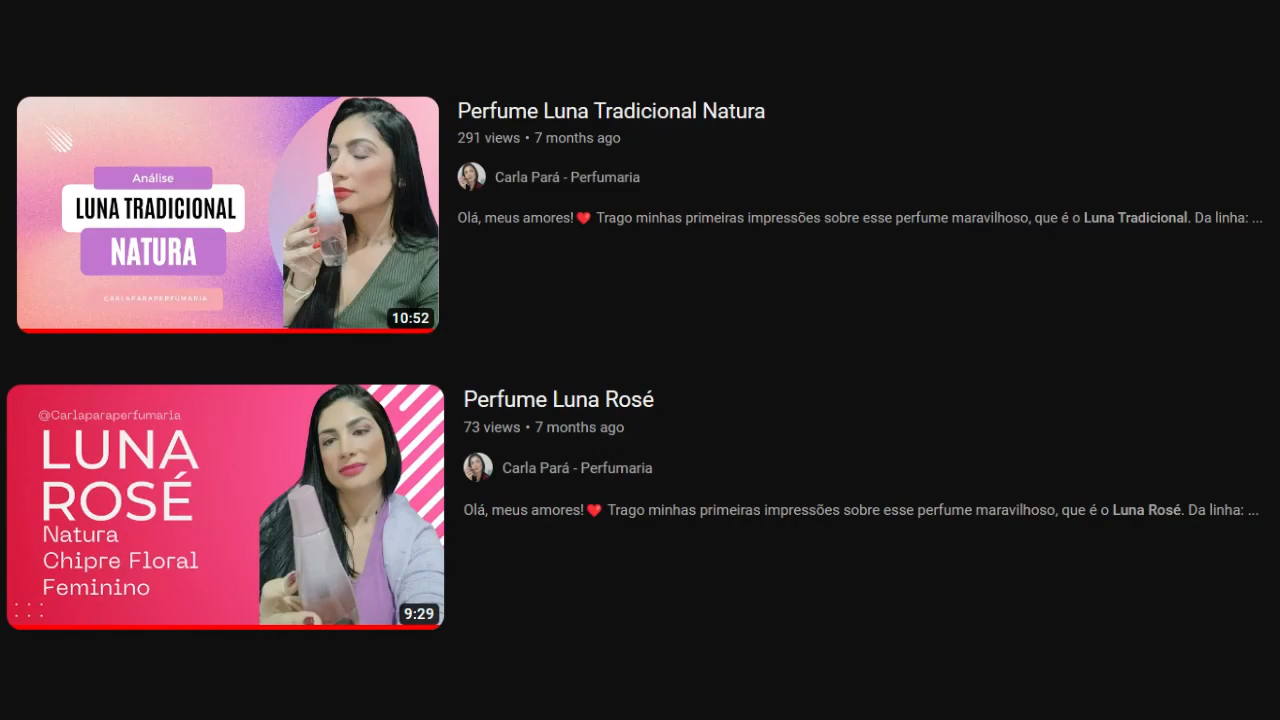 Análise
LUNA TRADICIONAL
NATURA
CARLAPARAPERFUMARIA
10:52
Perfume Luna Tradicional Natura
291 views • 7 months ago
Carla Pará - Perfumaria
Olá, meus amores!❤️ Trago minhas primeiras impressões sobre esse perfume maravilhoso, que é o Luna Tradicional. Da linha: ...
@Carlaparaperfumaria
LUNA
ROSÉ
Natura
Chipre Floral
Feminino
9:29
Perfume Luna Rosé
73 views • 7 months ago
Carla Pará - Perfumaria
Olá, meus amores!❤️ Trago minhas primeiras impressões sobre esse perfume maravilhoso, que é o Luna Rosé. Da linha: ...